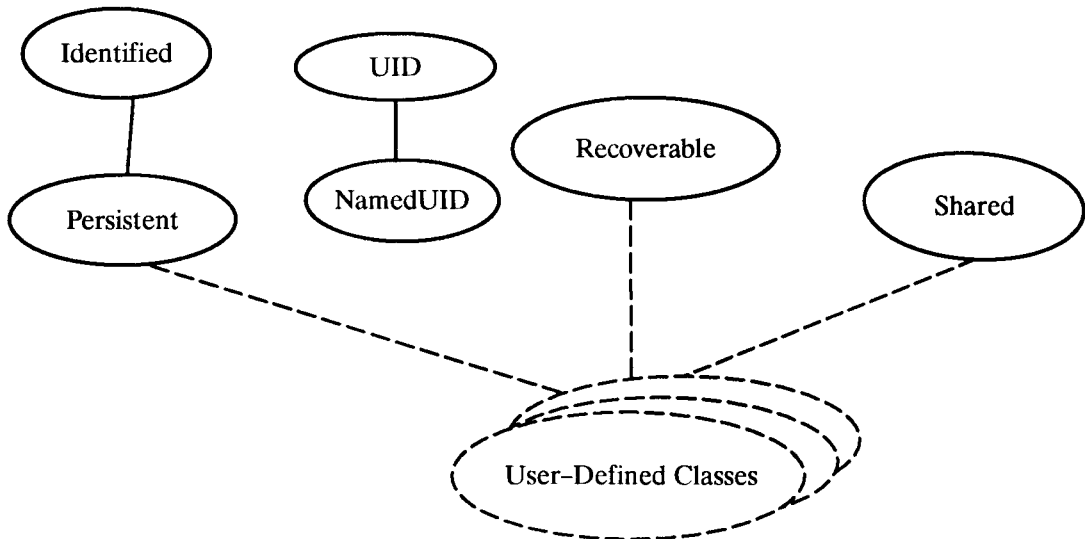 Identified
UID
Recoverable
NamedUID
Persistent
Shared
User–Defined Classes